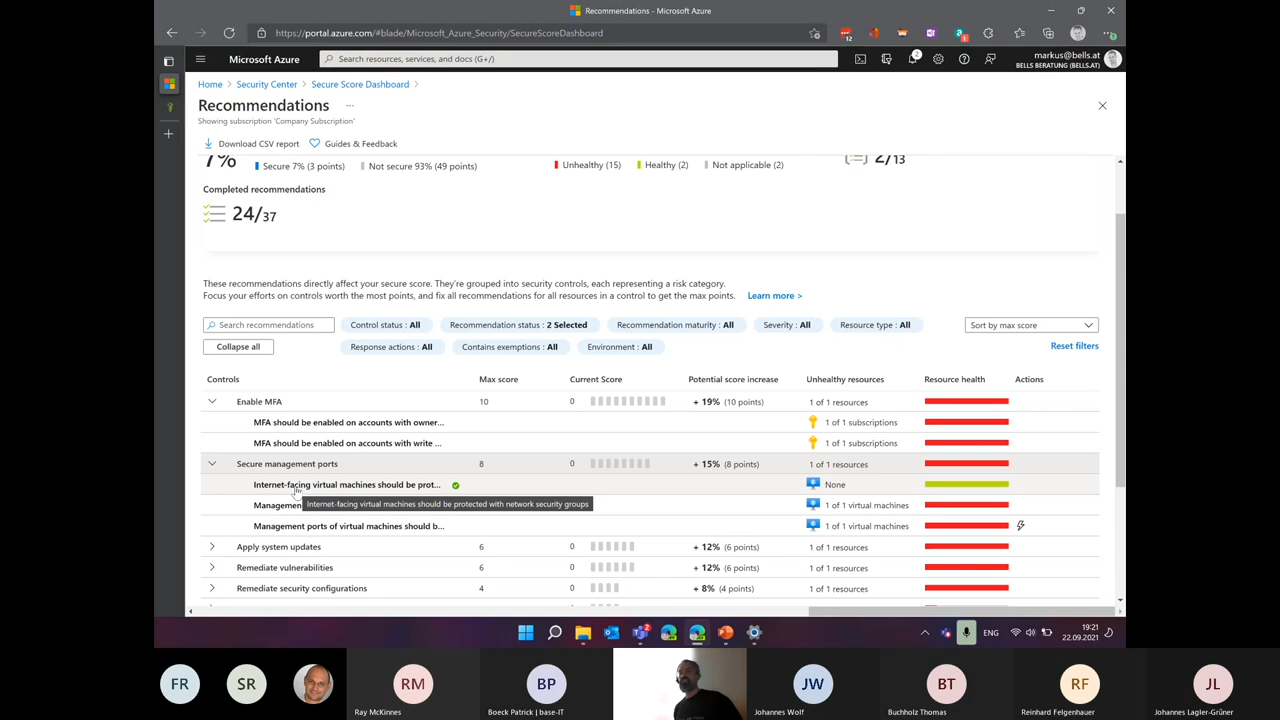 Recommendations - Microsoft Azure
https://portal.azure.com/#blade/Microsoft_Azure_Security/SecureScoreDashboard
12
1
Microsoft Azure
Search resources, services, and docs (G+/)
2
markus@bells.at
BELLS BERATUNG (BELLS.AT)
Home > Security Center > Secure Score Dashboard >
Recommendations ...
Showing subscription 'Company Subscription'
Download CSV report Guides & Feedback
7% Secure 7% (3 points) Not secure 93% (49 points) Unhealthy (15) Healthy (2) Not applicable (2) 2/13
Completed recommendations
24/37
These recommendations directly affect your secure score. They're grouped into security controls, each representing a risk category.
Focus your efforts on controls worth the most points, and fix all recommendations for all resources in a control to get the max points. Learn more >
Search recommendations Control status : All Recommendation status : 2 Selected Recommendation maturity : All Severity : All Resource type : All Sort by max score
Collapse all Response actions : All Contains exemptions : All Environment : All Reset filters
Controls Max score Current Score Potential score increase Unhealthy resources Resource health Actions
Enable MFA 10 0 + 19% (10 points) 1 of 1 resources
MFA should be enabled on accounts with owner... 1 of 1 subscriptions
MFA should be enabled on accounts with write ... 1 of 1 subscriptions
Secure management ports 8 0 + 15% (8 points) 1 of 1 resources
Internet-facing virtual machines should be prot... None
Managemen Internet-facing virtual machines should be protected with network security groups 1 of 1 virtual machines
Management ports of virtual machines should b... 1 of 1 virtual machines
Apply system updates 6 0 + 12% (6 points) 1 of 1 resources
Remediate vulnerabilities 6 0 + 12% (6 points) 1 of 1 resources
Remediate security configurations 4 0 + 8% (4 points) 1 of 1 resources
2
ENG
19:21
22.09.2021
FR SR RM BP JW BT RF JL
Ray McKinnes Boeck Patrick | base-IT Johannes Wolf Buchholz Thomas Reinhard Felgenhauer Johannes Lagler-Grüner